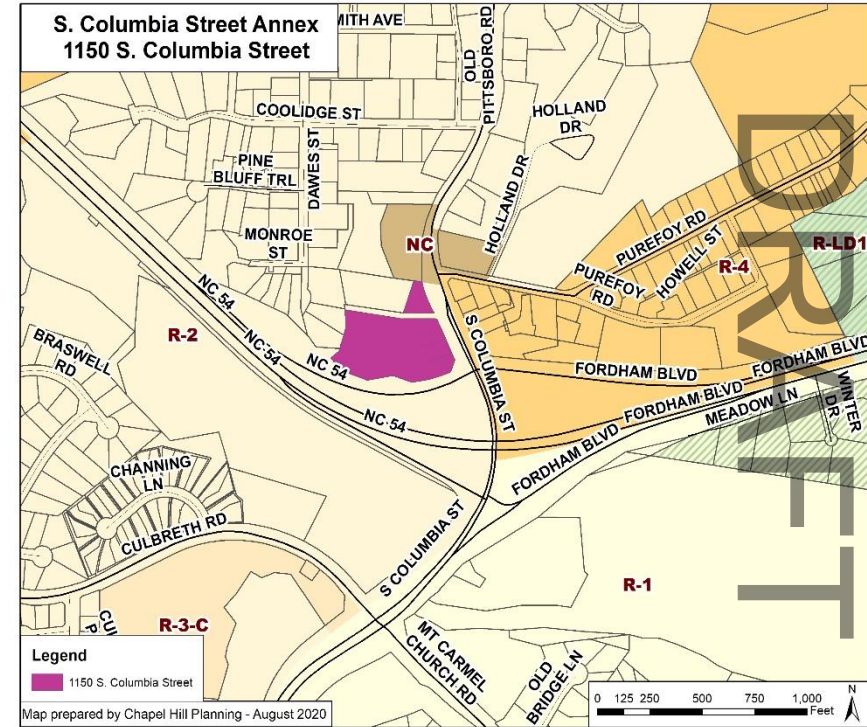 S. Columbia Street Annex
1150 S. Columbia Street
MITH AVE
OLD
PITTSBORO RD
COOLIDGE ST
HOLLAND
DR
PINE
BLUFF TRL
DAWES ST
HOLLAND DR
MONROE
ST
NC
PUREFOY RD
PUREFOY
RD
HOWELL ST
R-4
R-LD1
NC 54
R-2
NC 54
NC 54
NC 54
S COLUMBIA ST
FORDHAM BLVD
FORDHAM BLVD
FORDHAM BLVD
FORDHAM BLVD
MEADOW LN
WINTER
DR
BRASWELL
RD
CHANNING
LN
CULBRETH RD
S COLUMBIA ST
R-1
R-3-C
MT CARMEL
CHURCH RD
OLD
BRIDGE LN
DRAFT
Legend
1150 S. Columbia Street
Map prepared by Chapel Hill Planning - August 2020
0 125 250 500 750 1,000
Feet
N